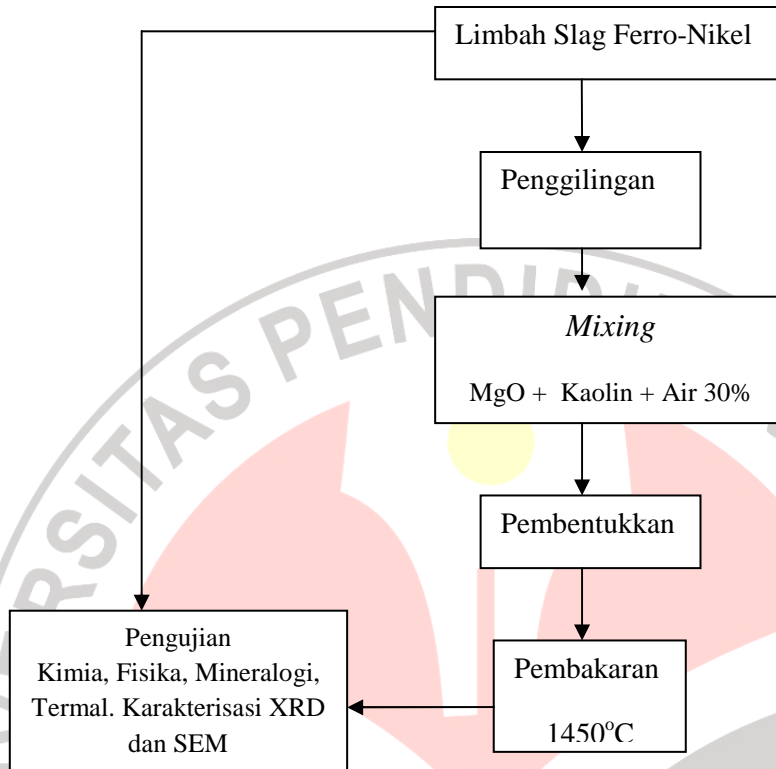 Limbah Slag Ferro-Nikel
Penggilingan
Mixing
MgO + Kaolin + Air 30%
Pembentukkan
Pembakaran
1450°C
Pengujian
Kimia, Fisika, Mineralogi,
Termal. Karakterisasi XRD
dan SEM